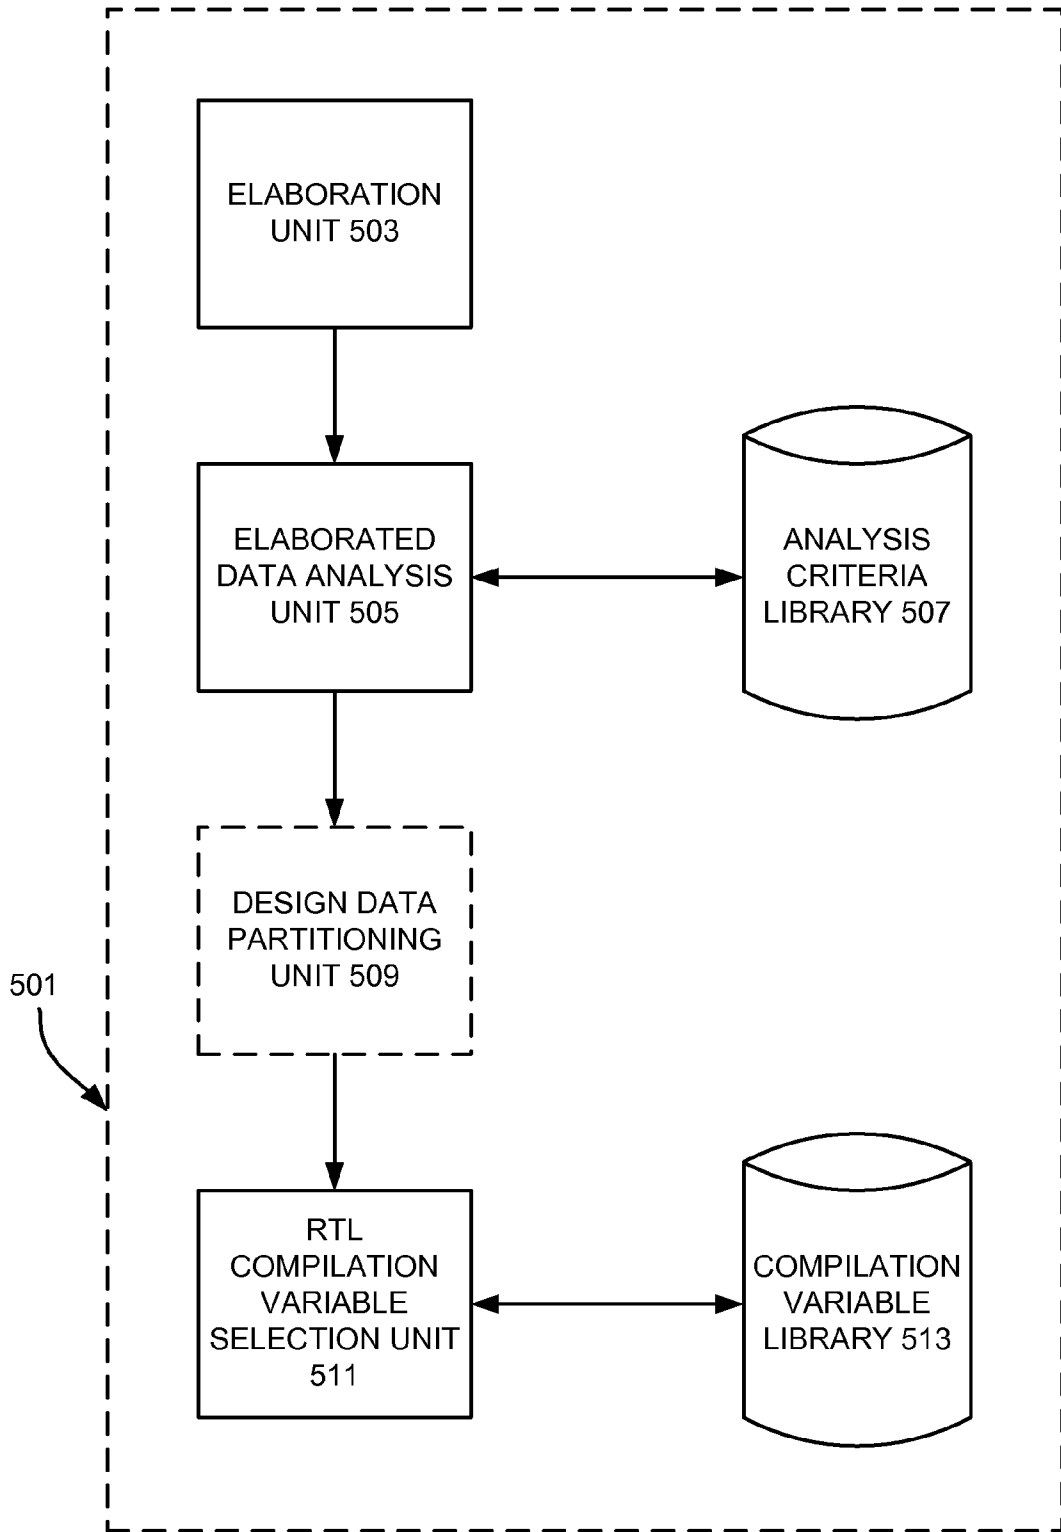 ELABORATION
UNIT 503
ELABORATED
DATA ANALYSIS
UNIT 505
ANALYSIS
CRITERIA
LIBRARY 507
DESIGN DATA
PARTITIONING
UNIT 509
501
RTL
COMPILATION
VARIABLE
SELECTION UNIT
511
COMPILATION
VARIABLE
LIBRARY 513